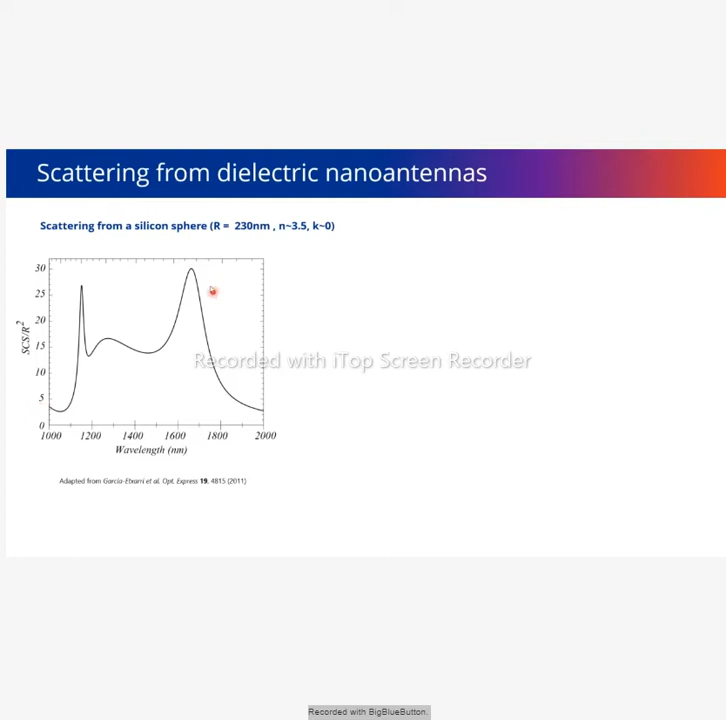 Scattering from dielectric nanoantennas
Scattering from a silicon sphere (R = 230nm , n~3.5, k~0)
30
25
20
15
10
5
0
SCS/R²
1000 1200 1400 1600 1800 2000
Wavelength (nm)
Recorded with iTop Screen Recorder
Adapted from García-Etxarri et al. Opt. Express 19, 4815 (2011)
Recorded with BigBlueButton.